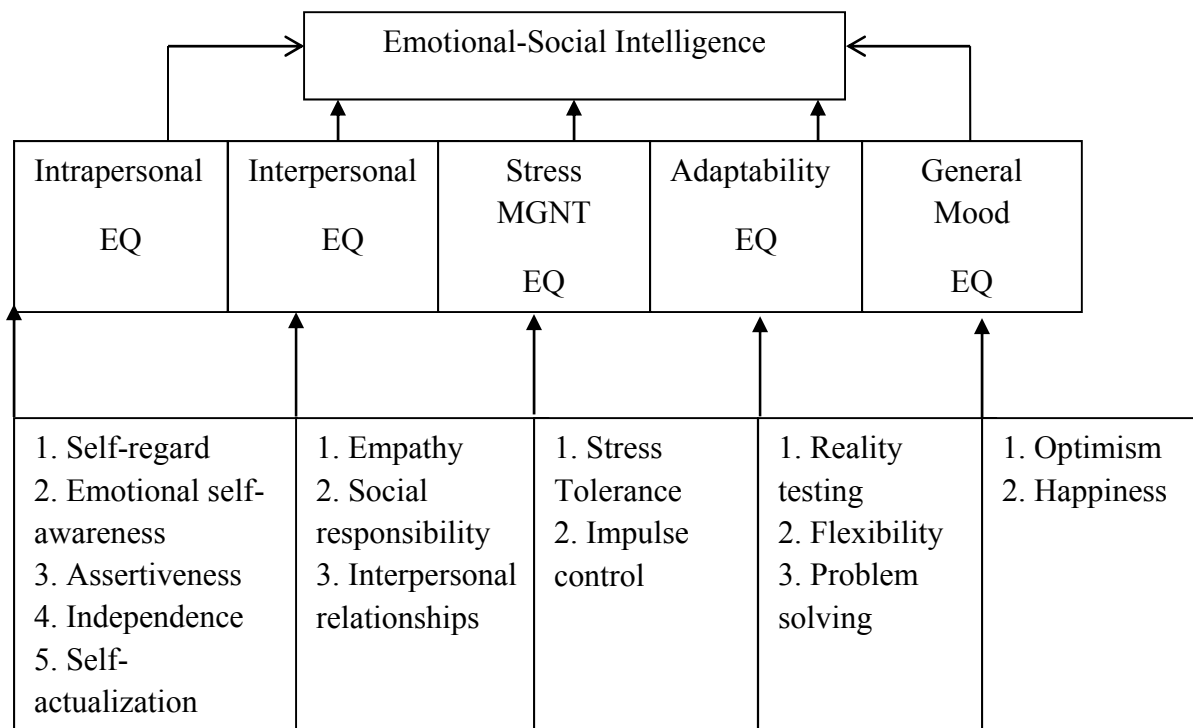 Emotional-Social Intelligence
Intrapersonal
EQ
Interpersonal
EQ
Stress
MGNT
EQ
Adaptability
EQ
General
Mood
EQ
1. Self-regard
2. Emotional self-
awareness
3. Assertiveness
4. Independence
5. Self-
actualization
1. Empathy
2. Social
responsibility
3. Interpersonal
relationships
1. Stress
Tolerance
2. Impulse
control
1. Reality
testing
2. Flexibility
3. Problem
solving
1. Optimism
2. Happiness